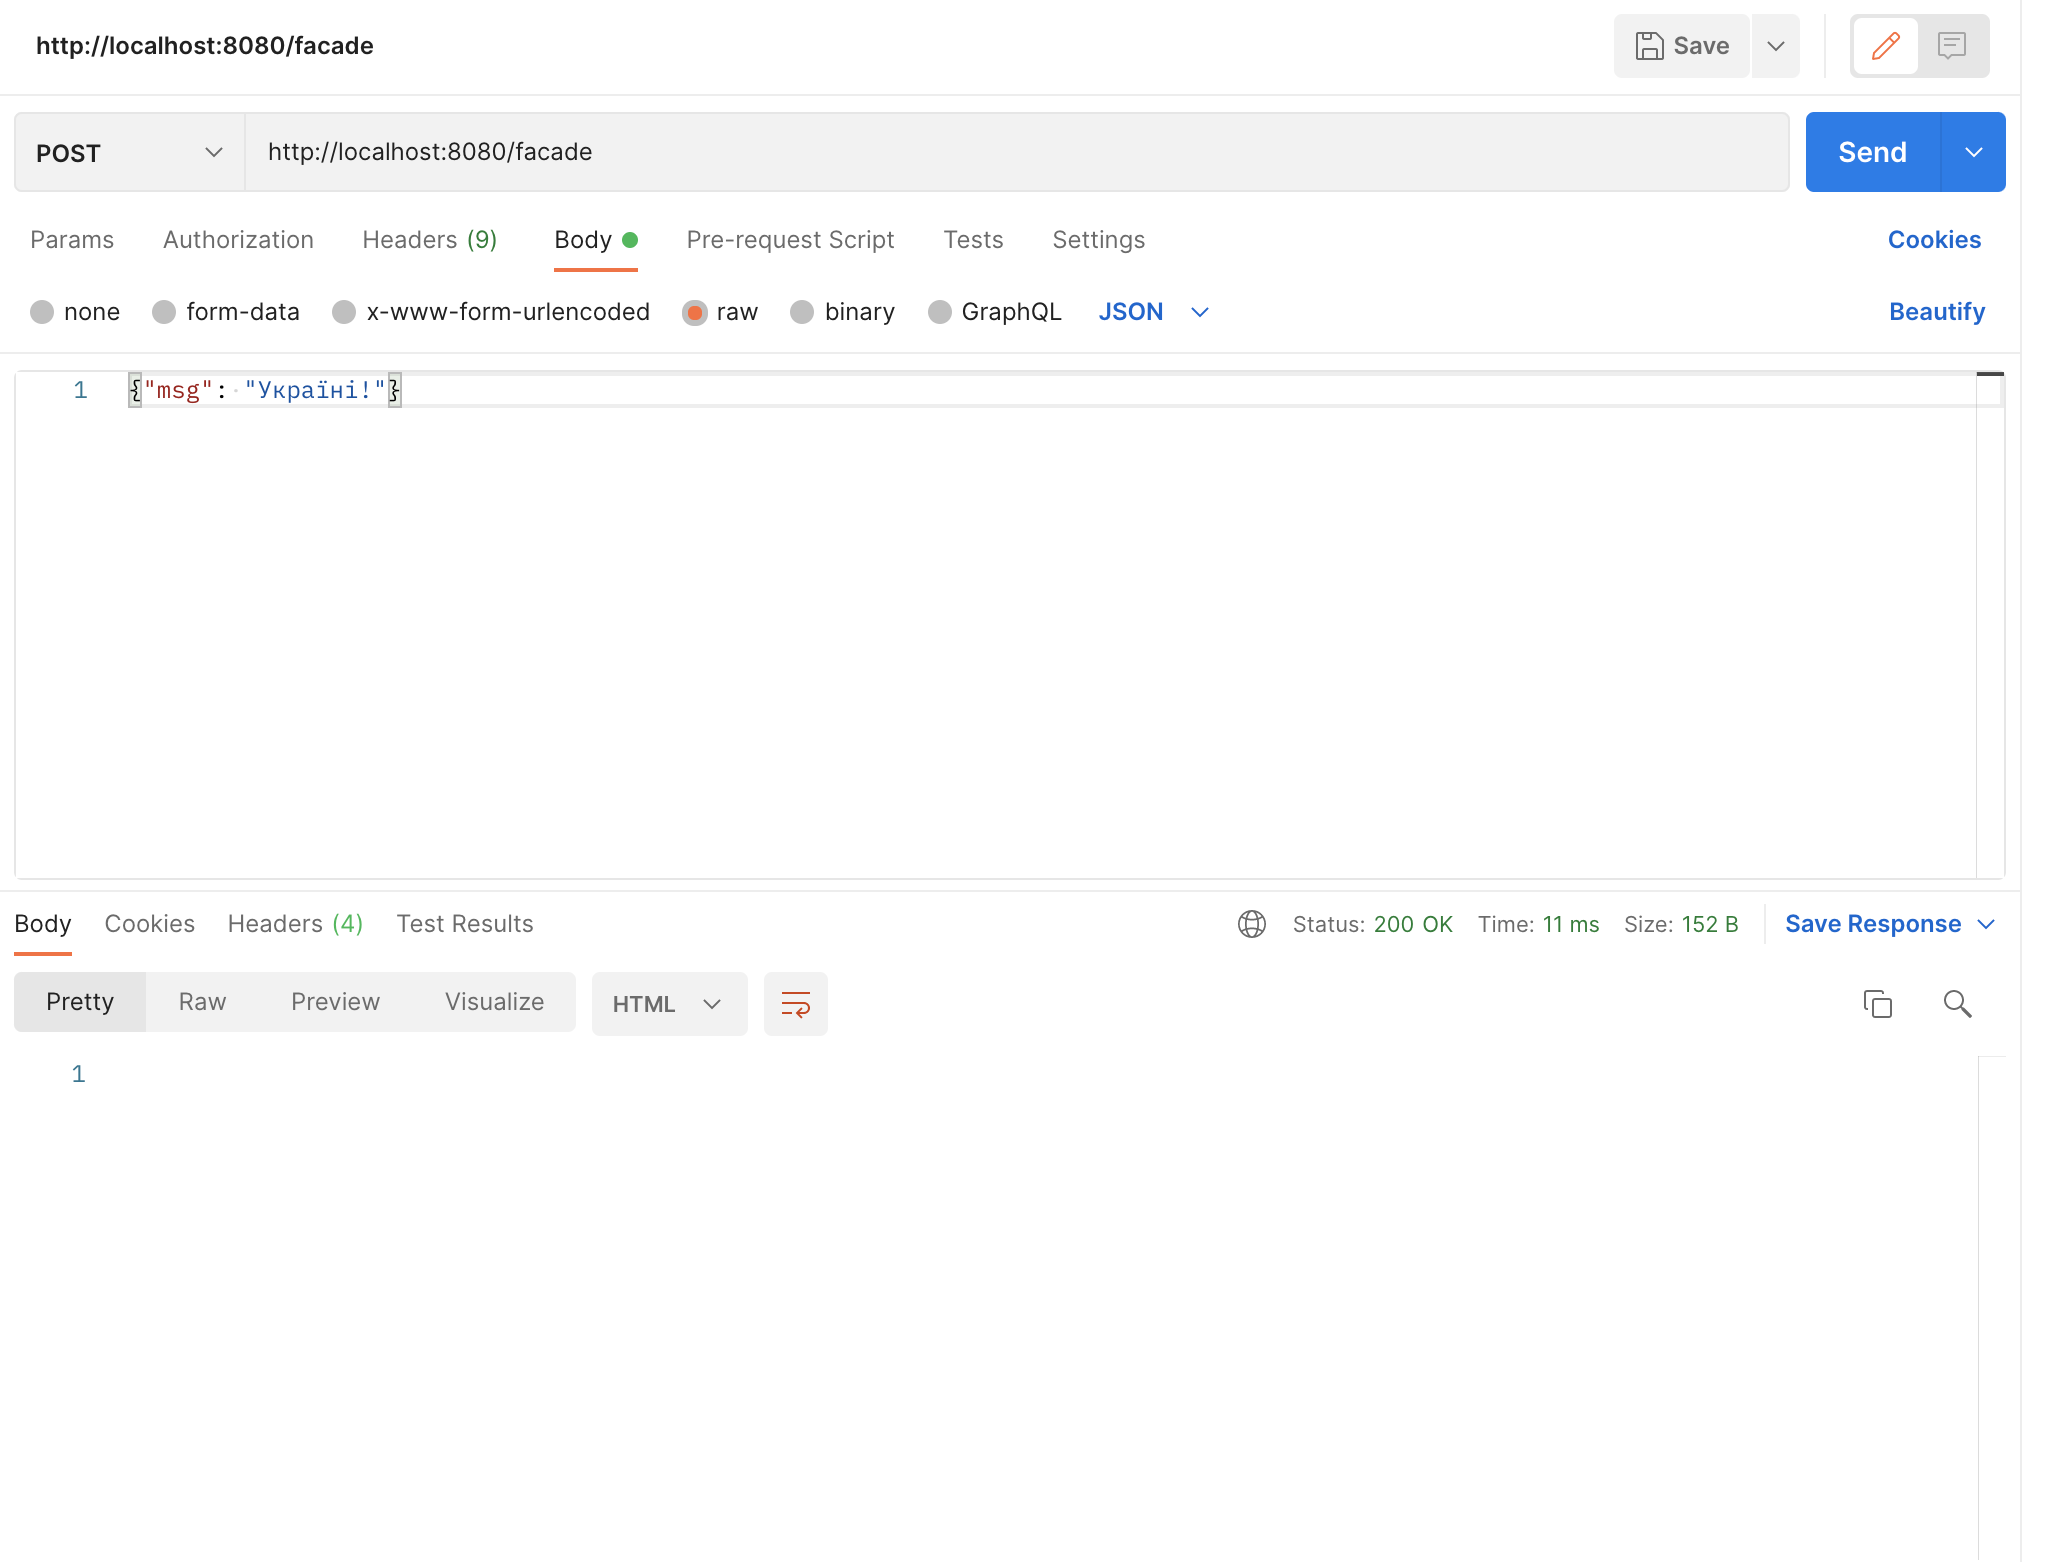 http://localhost:8080/facade Save
POST http://localhost:8080/facade Send
Params Authorization Headers (9) Body Pre-request Script Tests Settings Cookies
none form-data x-www-form-urlencoded raw binary GraphQL JSON Beautify
1 {"msg": "Україні!"}
Body Cookies Headers (4) Test Results Status: 200 OK Time: 11 ms Size: 152 B Save Response
Pretty Raw Preview Visualize HTML
1